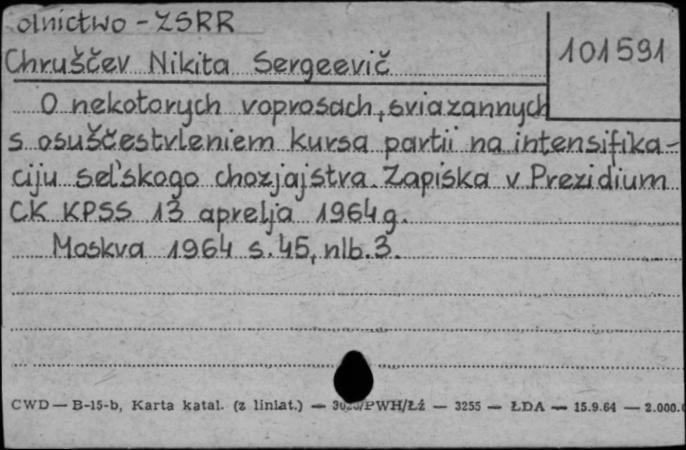 olnictwo - ZSRR
101591
Chruščev Nikita Sergeevič
O nekotorych voprosach, sviazannych
s osuščestvleniem kursa partii na intensifika-
ciju sel'skogo chozjajstva. Zapiska v Prezidium
CK KPSS 13 aprelja 1964 g.
Moskva 1964 s. 45, nlb. 3.
CWD — B-15-b, Karta katal. (z liniat.) — /PWH/Łź — 3255 — ŁDA — 15.9.64 — 2.000.